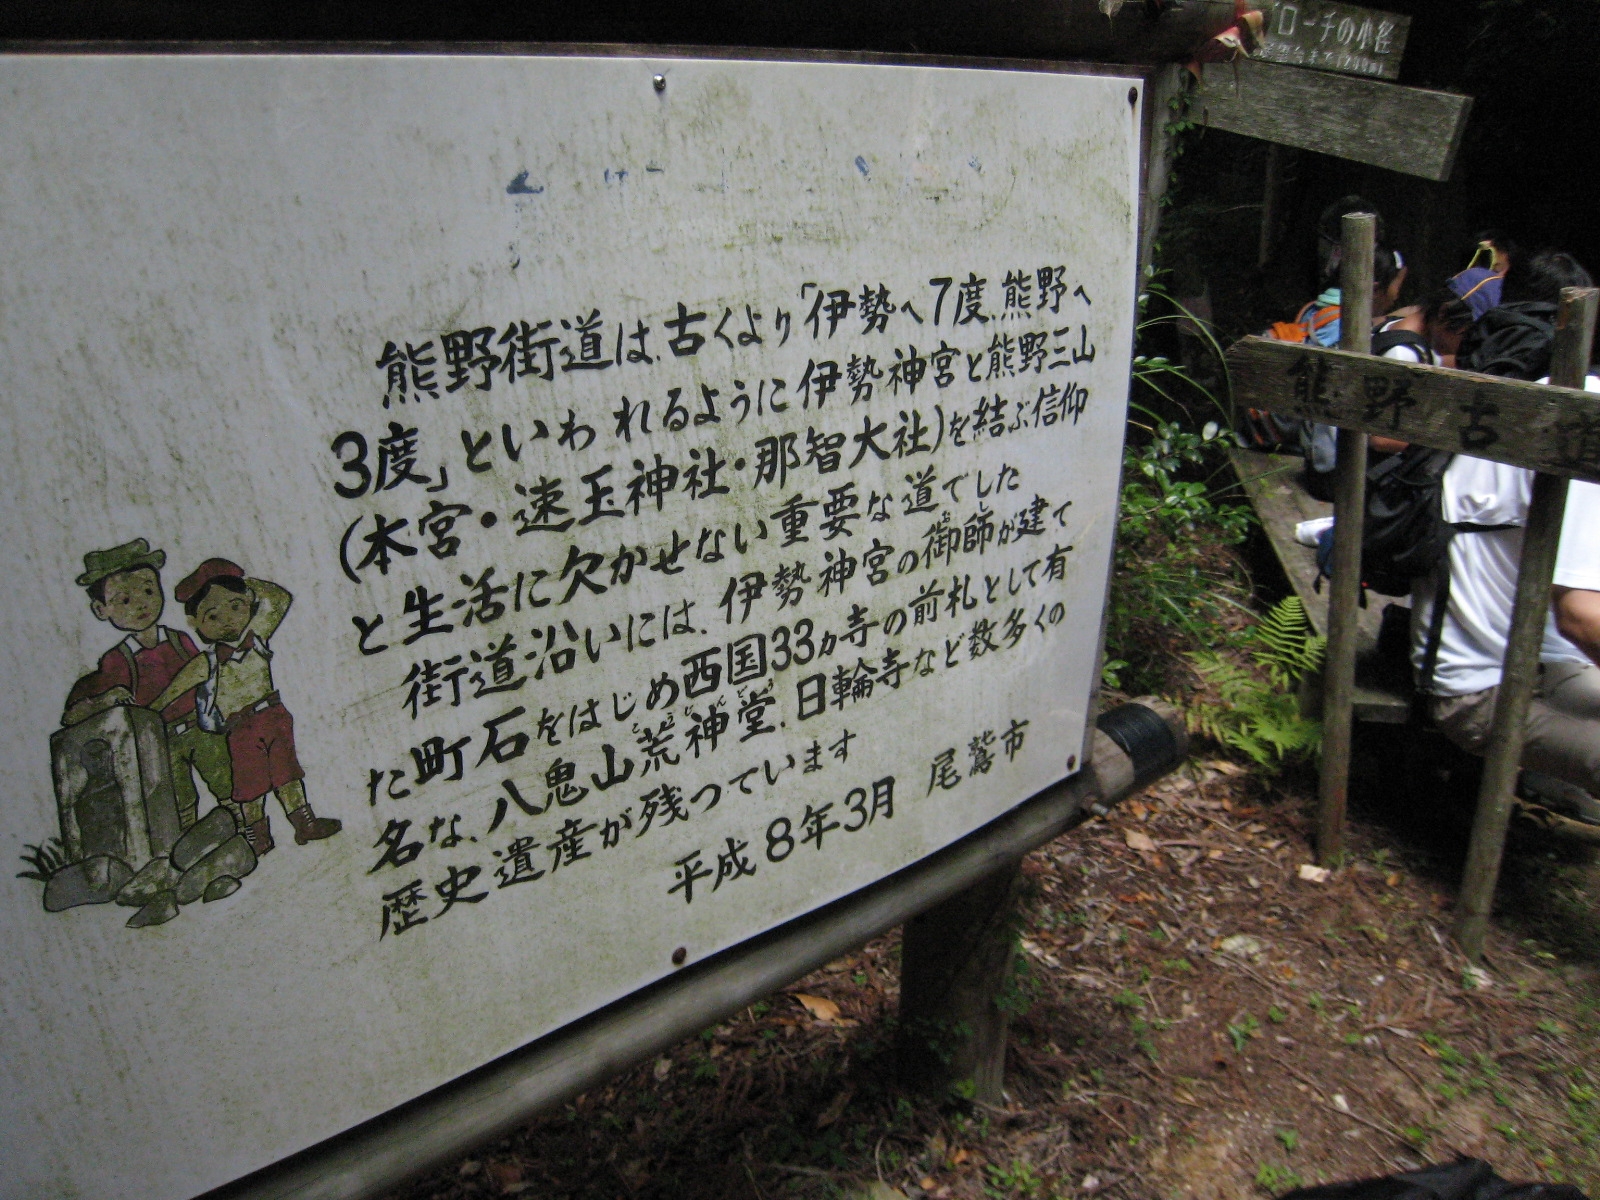 熊野街道は、古くより「伊勢へ7度、熊野へ
3度」といわれるように伊勢神宮と熊野三山
(本宮・速玉神社・那智大社)を結ぶ信仰
と生活に欠かせない重要な道でした
街道沿いには、伊勢神宮の御師が建て
た町石をはじめ西国33ヵ寺の前札として有
名な、八鬼山荒神堂、日輪寺など数多くの
歴史遺産が残っています
平成8年3月 尾鷲市
ローチの小径
熊野古道